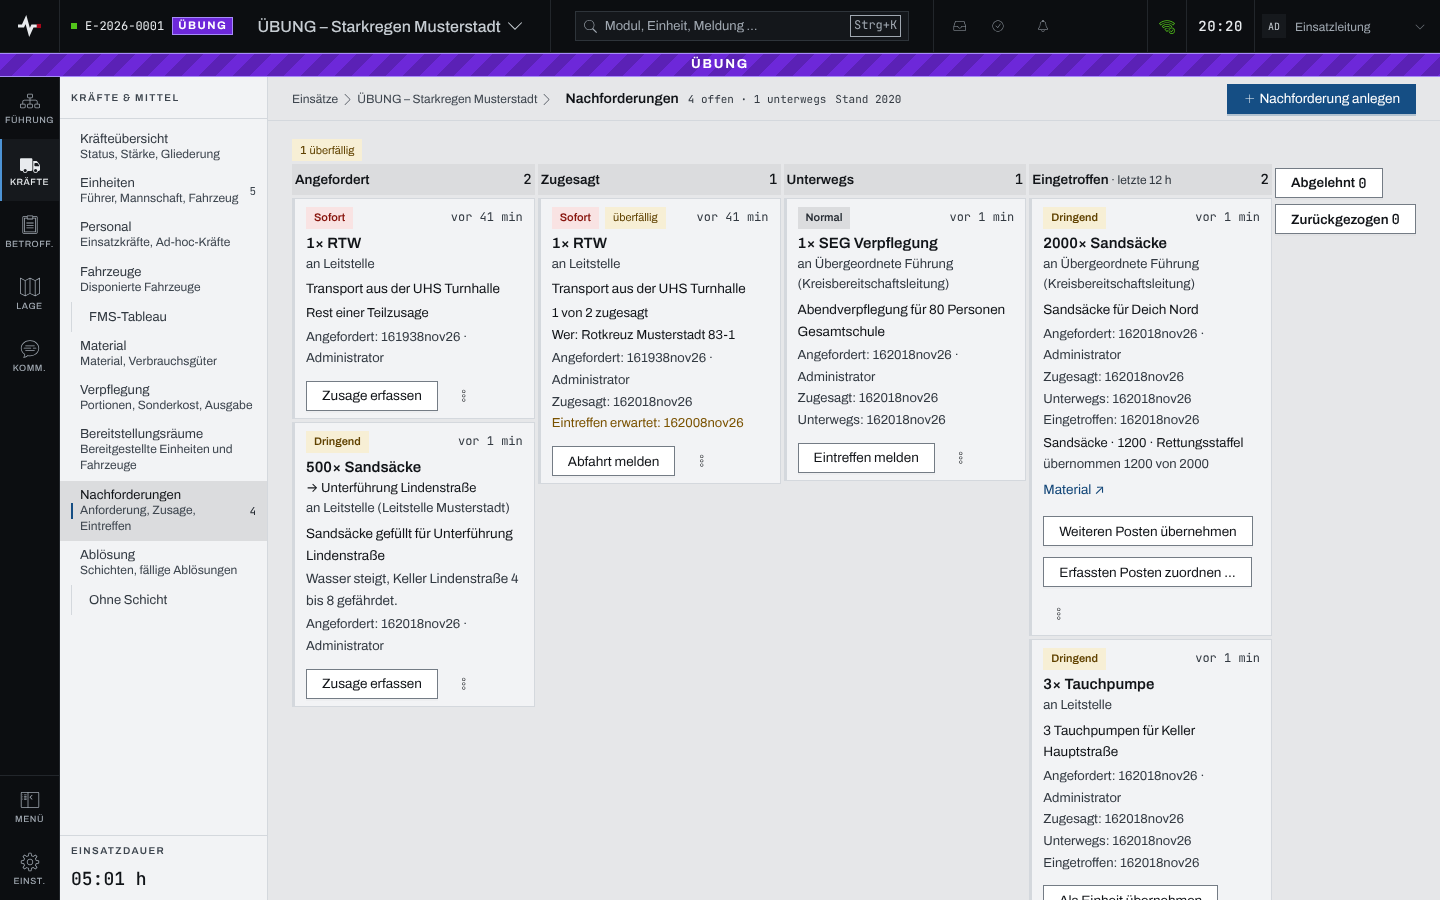 E-2026-0001 ÜBUNG ÜBUNG – Starkregen Musterstadt Modul, Einheit, Meldung ... Strg+K 20:20 AD Einsatzleitung
ÜBUNG
FÜHRUNG
KRÄFTE
BETROFF.
LAGE
KOMM.
MENÜ
EINST.
KRÄFTE & MITTEL
Kräfteübersicht
Status, Stärke, Gliederung
Einheiten
Führer, Mannschaft, Fahrzeug 5
Personal
Einsatzkräfte, Ad-hoc-Kräfte
Fahrzeuge
Disponierte Fahrzeuge
FMS-Tableau
Material
Material, Verbrauchsgüter
Verpflegung
Portionen, Sonderkost, Ausgabe
Bereitstellungsräume
Bereitgestellte Einheiten und
Fahrzeuge
Nachforderungen
Anforderung, Zusage, 4
Eintreffen
Ablösung
Schichten, fällige Ablösungen
Ohne Schicht
EINSATZDAUER
05:01 h
Einsätze ÜBUNG – Starkregen Musterstadt Nachforderungen 4 offen · 1 unterwegs Stand 2020 + Nachforderung anlegen
1 überfällig
Angefordert 2
Sofort vor 41 min
1× RTW
an Leitstelle
Transport aus der UHS Turnhalle
Rest einer Teilzusage
Angefordert: 161938nov26 ·
Administrator
Zusage erfassen
Dringend vor 1 min
500× Sandsäcke
→ Unterführung Lindenstraße
an Leitstelle (Leitstelle Musterstadt)
Sandsäcke gefüllt für Unterführung
Lindenstraße
Wasser steigt, Keller Lindenstraße 4
bis 8 gefährdet.
Angefordert: 162018nov26 ·
Administrator
Zusage erfassen
Zugesagt 1
Sofort überfällig vor 41 min
1× RTW
an Leitstelle
Transport aus der UHS Turnhalle
1 von 2 zugesagt
Wer: Rotkreuz Musterstadt 83-1
Angefordert: 161938nov26 ·
Administrator
Zugesagt: 162018nov26
Eintreffen erwartet: 162008nov26
Abfahrt melden
Unterwegs 1
Normal vor 1 min
1× SEG Verpflegung
an Übergeordnete Führung
(Kreisbereitschaftsleitung)
Abendverpflegung für 80 Personen
Gesamtschule
Angefordert: 162018nov26 ·
Administrator
Zugesagt: 162018nov26
Unterwegs: 162018nov26
Eintreffen melden
Eingetroffen · letzte 12 h 2
Dringend vor 1 min
2000× Sandsäcke
an Übergeordnete Führung
(Kreisbereitschaftsleitung)
Sandsäcke für Deich Nord
Angefordert: 162018nov26 ·
Administrator
Zugesagt: 162018nov26
Unterwegs: 162018nov26
Eingetroffen: 162018nov26
Sandsäcke · 1200 · Rettungsstaffel
übernommen 1200 von 2000
Material ↗
Weiteren Posten übernehmen
Erfassten Posten zuordnen ...
Dringend vor 1 min
3× Tauchpumpe
an Leitstelle
3 Tauchpumpen für Keller
Hauptstraße
Angefordert: 162018nov26 ·
Administrator
Zugesagt: 162018nov26
Unterwegs: 162018nov26
Eingetroffen: 162018nov26
Als Einheit übernehmen
Abgelehnt 0
Zurückgezogen 0